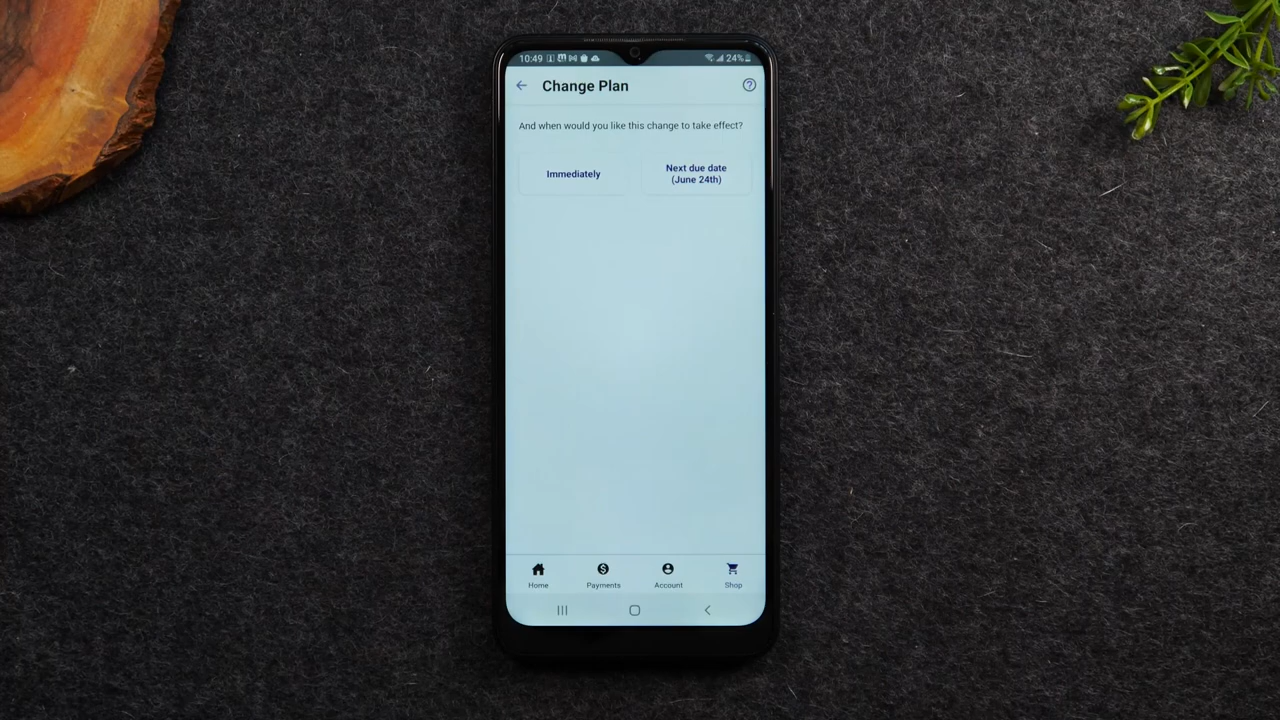 10:49 24%
Change Plan
And when would you like this change to take effect?
Immediately
Next due date
(June 24th)
Home Payments Account Shop